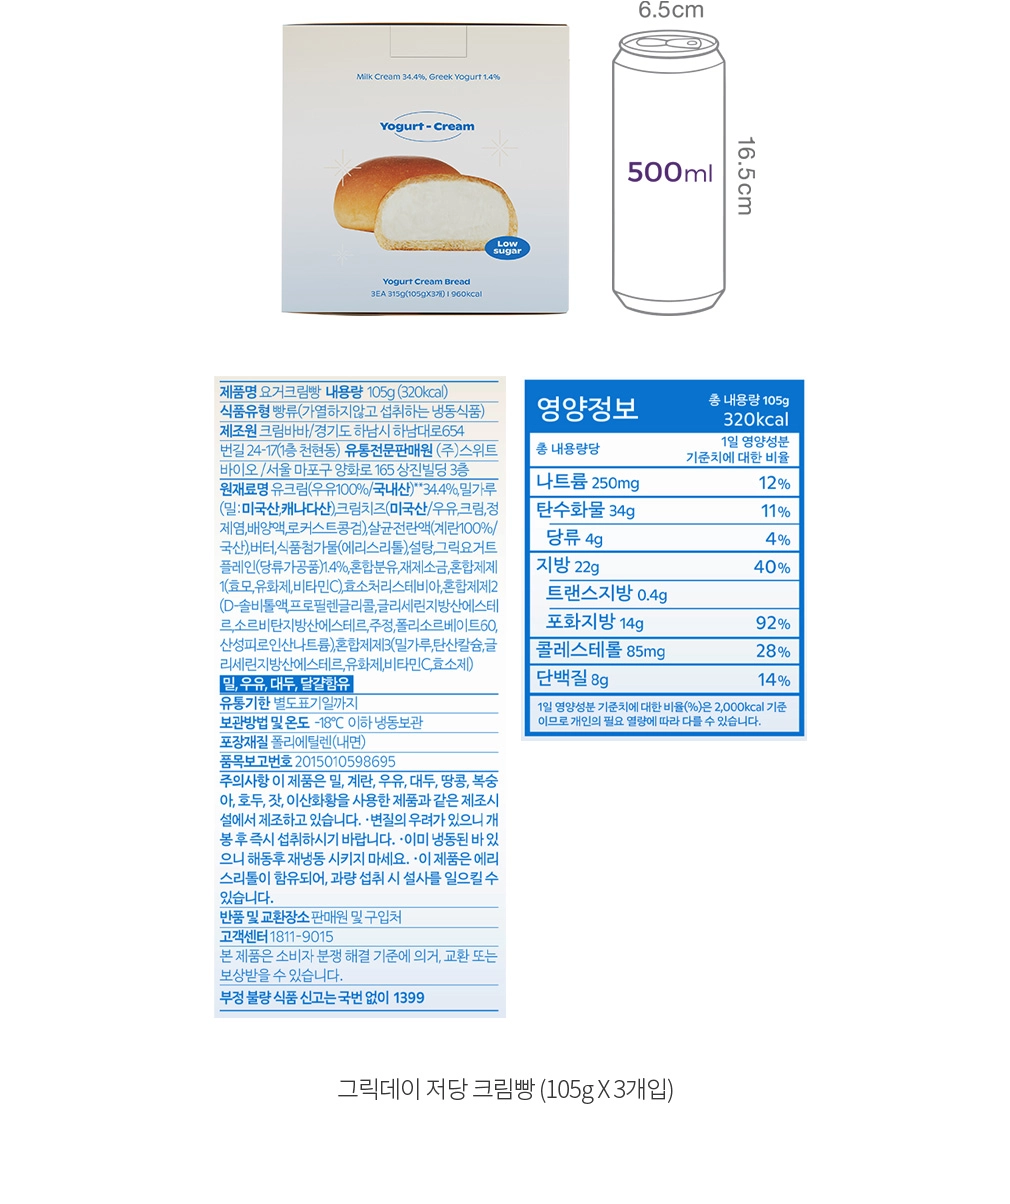 6.5cm
Milk Cream 34.4%, Greek Yogurt 1.4%
Yogurt - Cream
500ml
16.5cm
Low
sugar
Yogurt Cream Bread
3EA 315g(105gX3개) I 960kcal
제품명 요거크림빵 내용량 105g (320kcal)
식품유형 빵류(가열하지않고 섭취하는 냉동식품)
제조원 크림바바/경기도 하남시 하남대로654
번길 24-17(1층 천현동) 유통전문판매원 (주)스위트
바이오 /서울 마포구 양화로 165 상진빌딩 3층
원재료명 유크림(우유100%/국내산)**34.4%,밀가루
(밀:미국산,캐나다산),크림치즈(미국산/우유,크림,정
제염,배양액,로커스트콩검),살균전란액(계란100%/
국산),버터,식품첨가물(에리스리톨),설탕,그릭요거트
플레인(당류가공품)1.4%,혼합분유,재제소금,혼합제제
1(효모,유화제,비타민C),효소처리스테비아,혼합제제2
(D-솔비톨액,프로필렌글리콜,글리세린지방산에스테
르,소르비탄지방산에스테르,주정,폴리소르베이트60,
산성피로인산나트륨),혼합제제3(밀가루,탄산칼슘,글
리세린지방산에스테르,유화제,비타민C,효소제)
밀, 우유, 대두, 달걀함유
유통기한 별도표기일까지
보관방법 및 온도 -18℃ 이하 냉동보관
포장재질 폴리에틸렌(내면)
품목보고번호 2015010598695
주의사항 이 제품은 밀, 계란, 우유, 대두, 땅콩, 복숭
아, 호두, 잣, 이산화황을 사용한 제품과 같은 제조시
설에서 제조하고 있습니다. ·변질의 우려가 있으니 개
봉 후 즉시 섭취하시기 바랍니다. ·이미 냉동된 바 있
으니 해동후 재냉동 시키지 마세요. ·이 제품은 에리
스리톨이 함유되어, 과량 섭취 시 설사를 일으킬 수
있습니다.
반품 및 교환장소 판매원 및 구입처
고객센터 1811-9015
본 제품은 소비자 분쟁 해결 기준에 의거, 교환 또는
보상받을 수 있습니다.
부정 불량 식품 신고는 국번 없이 1399
영양정보
총 내용량 105g
320kcal
총 내용량당
1일 영양성분
기준치에 대한 비율
나트륨 250mg 12%
탄수화물 34g 11%
당류 4g 4%
지방 22g 40%
트랜스지방 0.4g
포화지방 14g 92%
콜레스테롤 85mg 28%
단백질 8g 14%
1일 영양성분 기준치에 대한 비율(%)은 2,000kcal 기준
이므로 개인의 필요 열량에 따라 다를 수 있습니다.
그릭데이 저당 크림빵 (105g X 3개입)